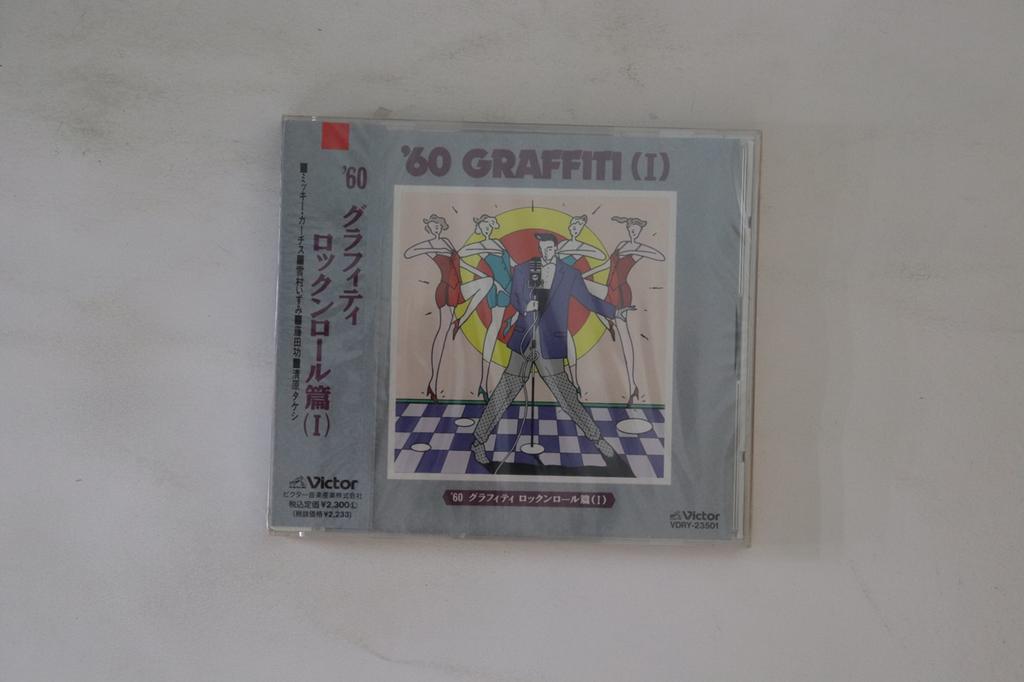 '60 GRAFFITI (I)
'60 グラフィティ
ロックンロール篇(I)
■ミッキー・カーチス■雪村いずみ■藤田功■清原タケシ
Victor
ビクター音楽産業株式会社
税込定価¥2,300
(税抜価格¥2,233)
'60 グラフィティ ロックンロール篇(I)
Victor
VDRY-23501